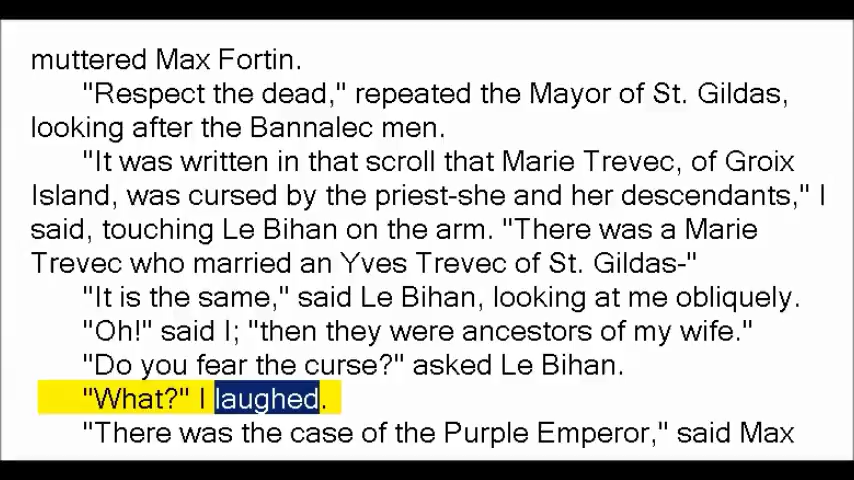 muttered Max Fortin.
"Respect the dead," repeated the Mayor of St. Gildas,
looking after the Bannalec men.
"It was written in that scroll that Marie Trevec, of Groix
Island, was cursed by the priest-she and her descendants," I
said, touching Le Bihan on the arm. "There was a Marie
Trevec who married an Yves Trevec of St. Gildas-"
"It is the same," said Le Bihan, looking at me obliquely.
"Oh!" said I; "then they were ancestors of my wife."
"Do you fear the curse?" asked Le Bihan.
"What?" I laughed.
"There was the case of the Purple Emperor," said Max